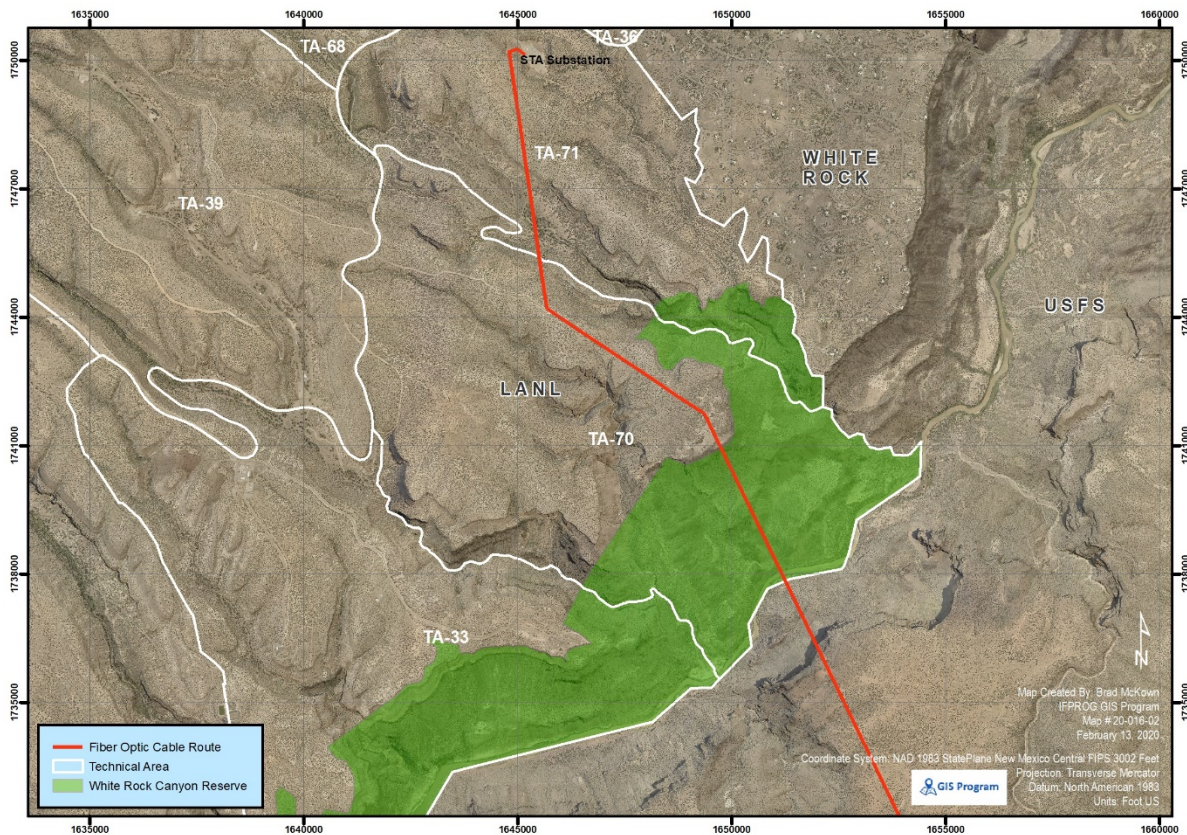 1635000
1640000
1645000
1650000
1655000
1660000
1750000
1747000
1744000
1741000
1738000
1735000
TA-68
TA-36
STA Substation
1750000
TA-71
WHITE
ROCK
1747000
TA-39
USFS
1744000
LANL
TA-70
1741000
1738000
TA-33
N
1735000
Map Created By: Brad McKown
IFPROG GIS Program
Map # 20-016-02
February 13, 2020
Coordinate System: NAD 1983 StatePlane New Mexico Central FIPS 3002 Feet
Projection: Transverse Mercator
Datum: North American 1983
Units: Foot US
GIS Program
Fiber Optic Cable Route
Technical Area
White Rock Canyon Reserve
1635000
1640000
1645000
1650000
1655000
1660000